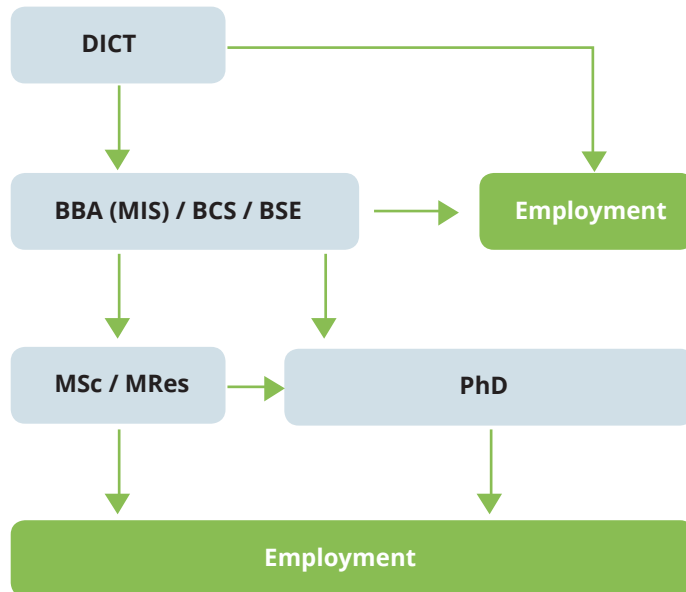 DICT
BBA (MIS) / BCS / BSE
Employment
MSc / MRes
PhD
Employment